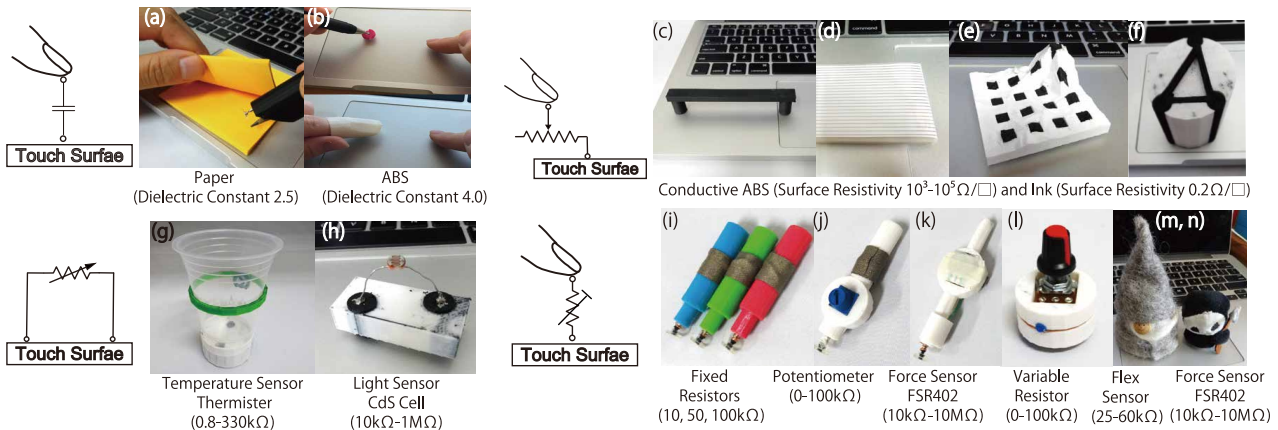 (a)
(b)
Touch Surfae
Paper
(Dielectric Constant 2.5)
ABS
(Dielectric Constant 4.0)
Touch Surfae
(c)
(d)
(e)
(f)
command
command
Conductive ABS (Surface Resistivity 10³-10⁵Ω/□) and Ink (Surface Resistivity 0.2Ω/□)
(g)
(h)
Touch Surfae
Temperature Sensor
Thermister
(0.8-330kΩ)
Light Sensor
CdS Cell
(10kΩ-1MΩ)
Touch Surfae
(i)
(j)
(k)
(l)
(m, n)
Fixed
Resistors
(10, 50, 100kΩ)
Potentiometer
(0-100kΩ)
Force Sensor
FSR402
(10kΩ-10MΩ)
Variable
Resistor
(0-100kΩ)
Flex
Sensor
(25-60kΩ)
Force Sensor
FSR402
(10kΩ-10MΩ)